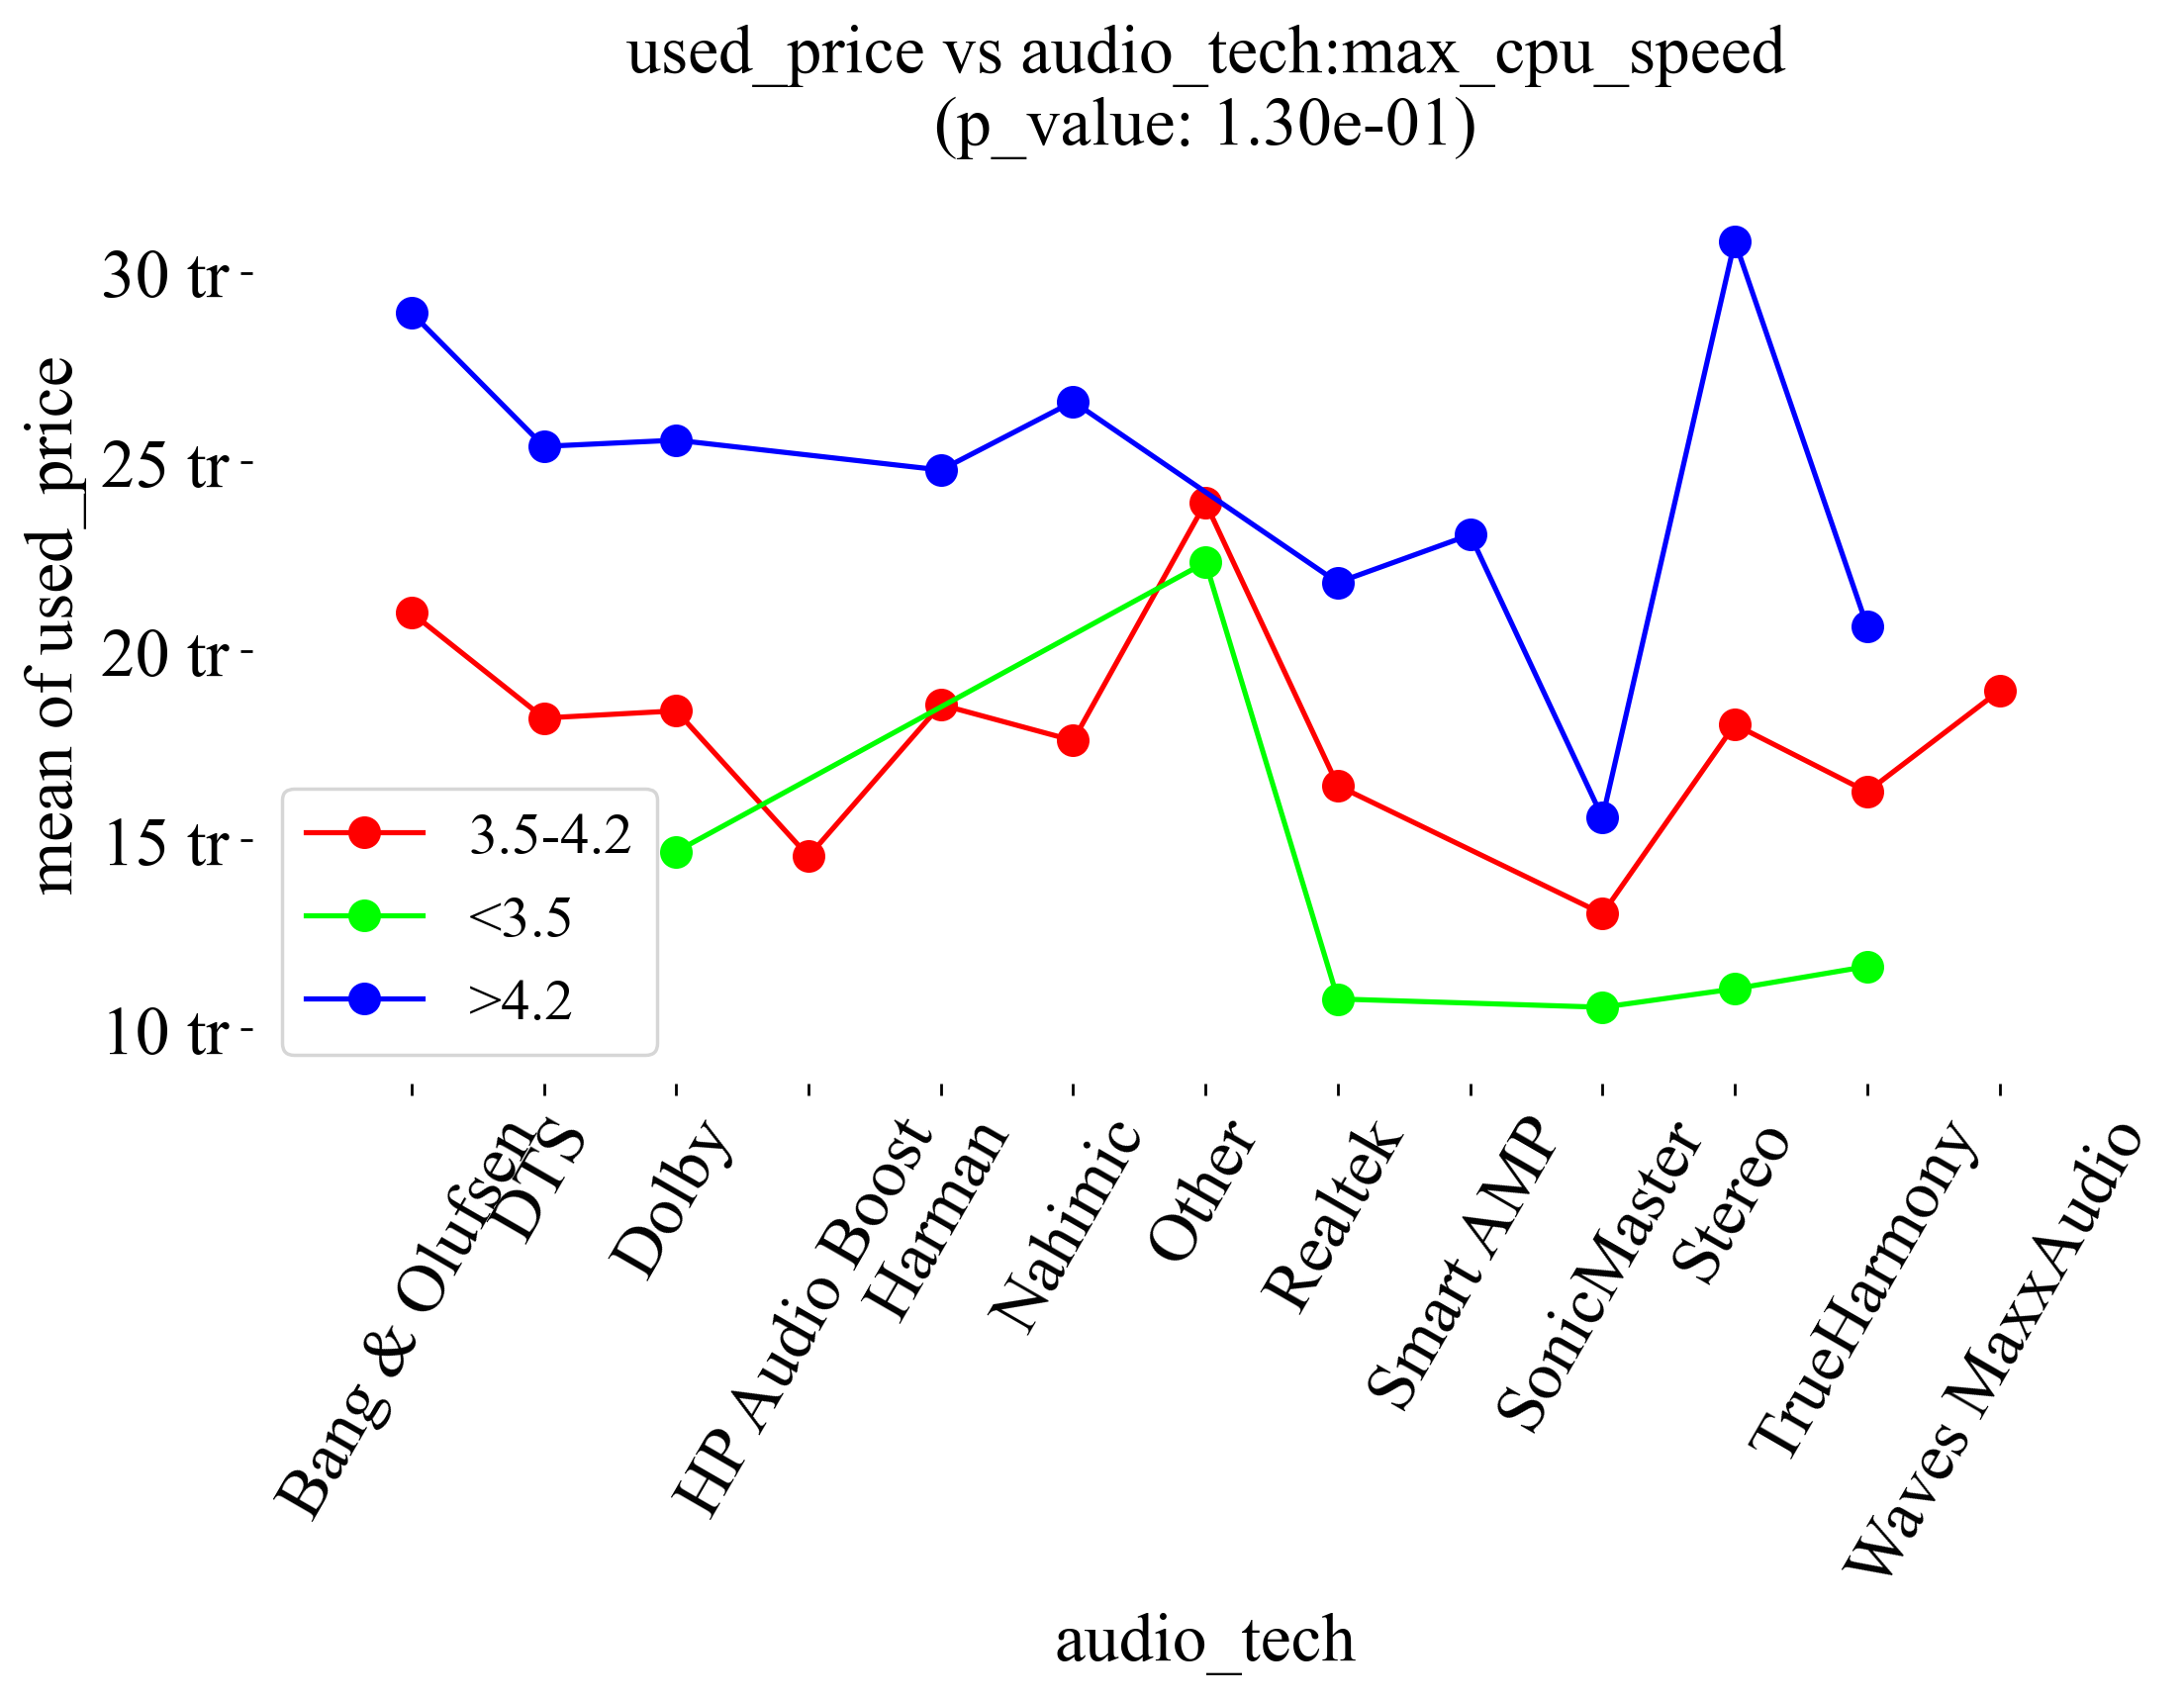 used_price vs audio_tech:max_cpu_speed
(p_value: 1.30e-01)
mean of used_price
30 tr
25 tr
20 tr
15 tr
10 tr
3.5-4.2
<3.5
>4.2
Bang & Olufsen
DTS
Dolby
HP Audio Boost
Harman
Nahimic
Other
Realtek
Smart AMP
SonicMaster
Stereo
TrueHarmony
Waves MaxxAudio
audio_tech